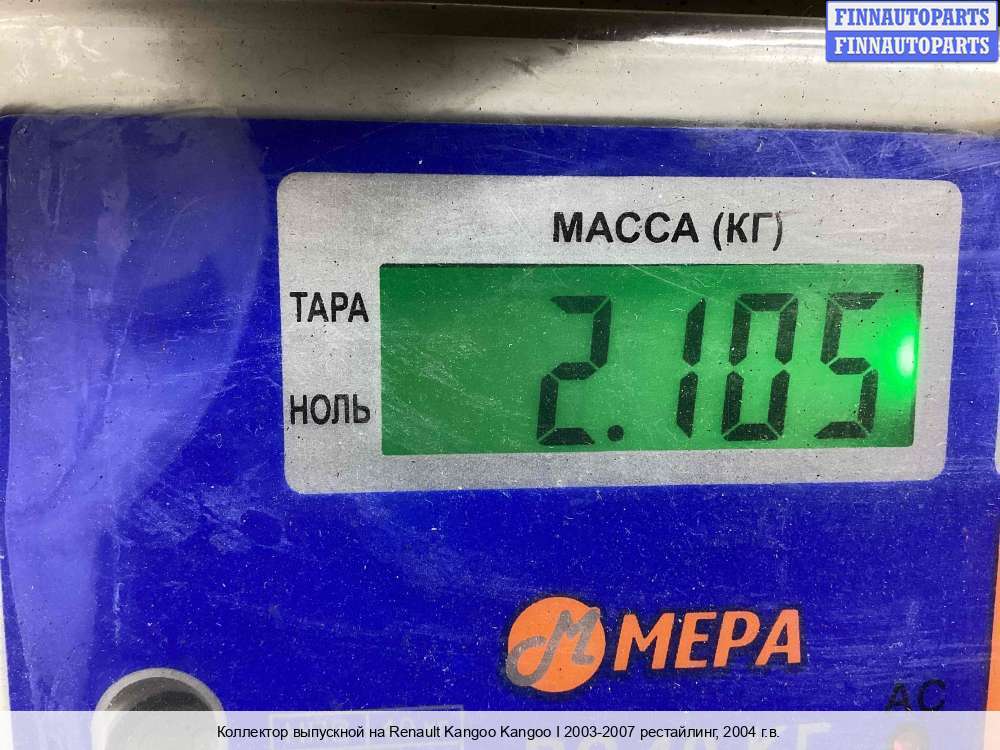 FINNAUTOPARTS
FINNAUTOPARTS
МАССА (КГ)
ТАРА
2.105
НОЛЬ
МЕРА
AC
Коллектор выпускной на Renault Kangoo Kangoo I 2003-2007 рестайлинг, 2004 г.в.